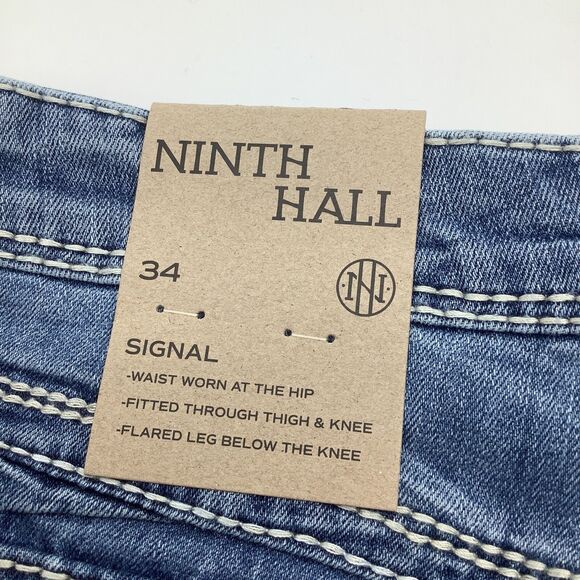 NINTH
HALL
34
SIGNAL
-WAIST WORN AT THE HIP
-FITTED THROUGH THIGH & KNEE
-FLARED LEG BELOW THE KNEE